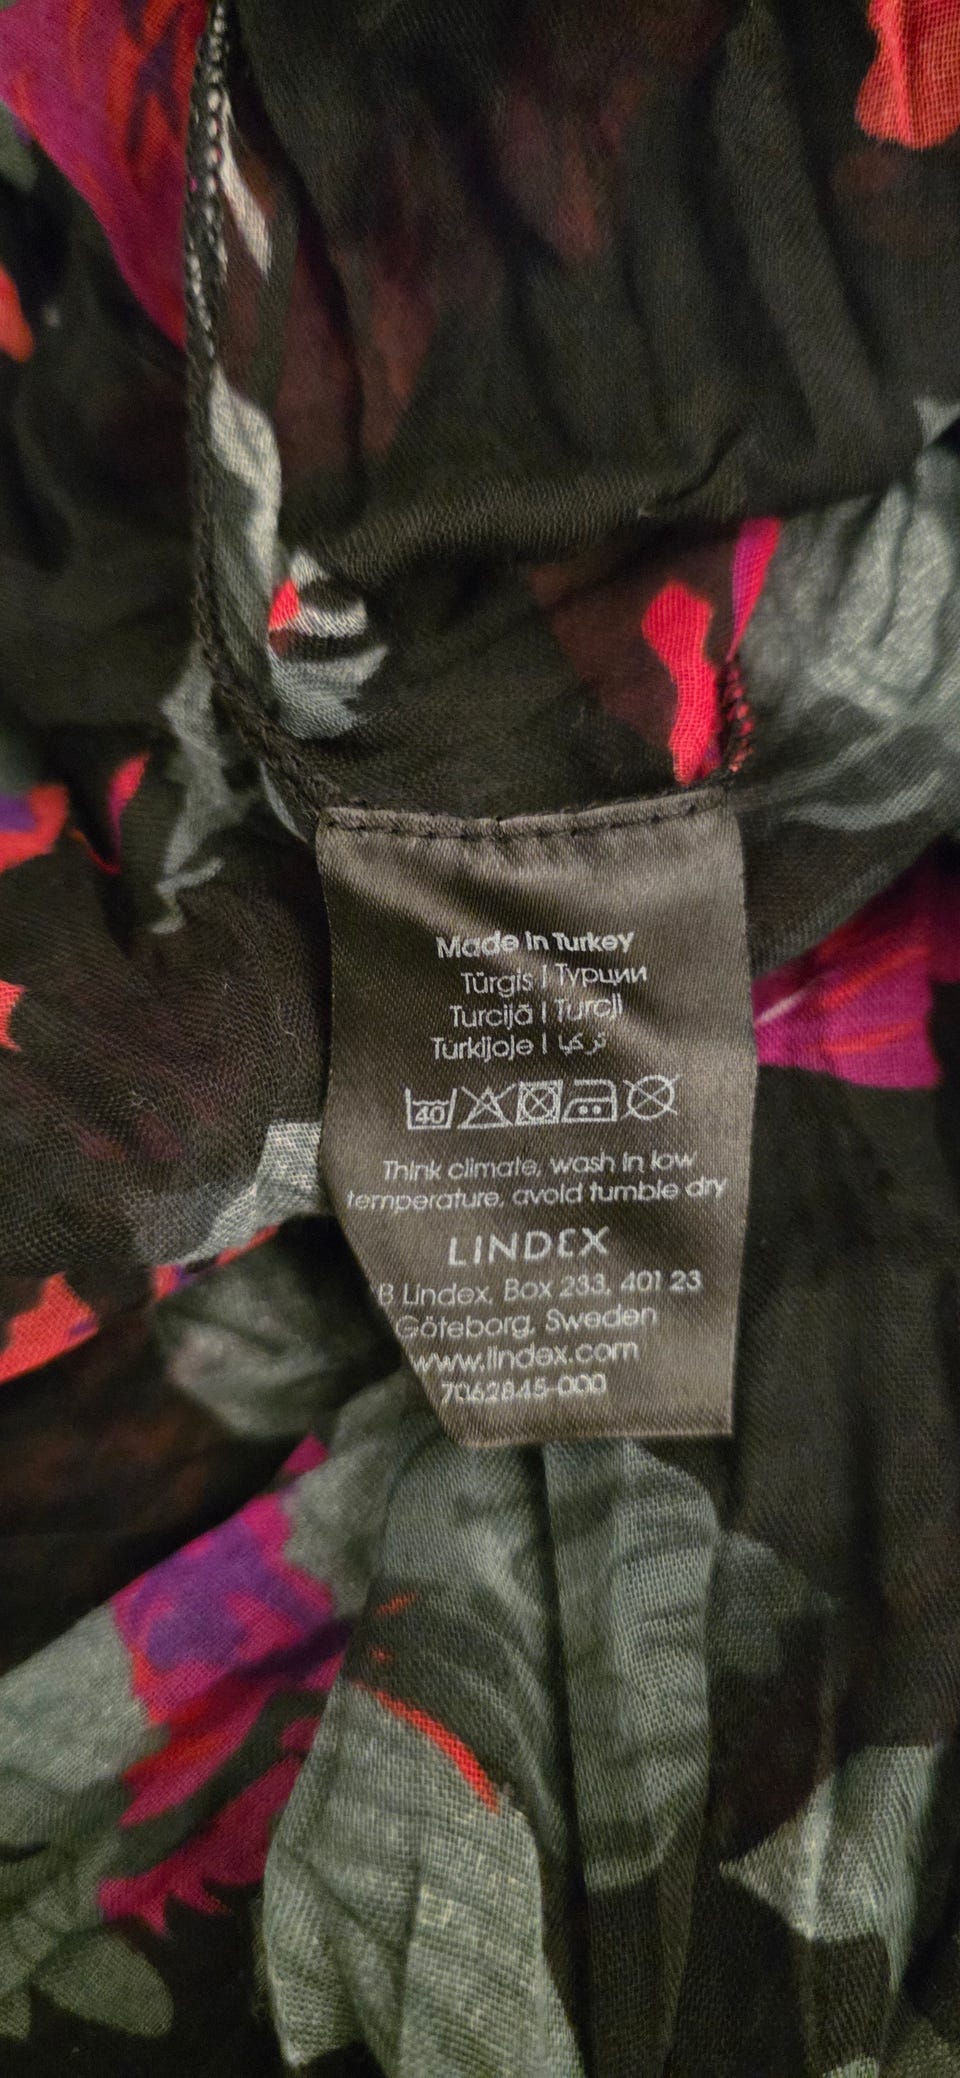 Made in Turkey
Türgis | Турции
Turcijā | Turcji
Turkijoje | تركيا
40
Think climate, wash in low
temperature, avoid tumble dry
LINDEX
B Lindex, Box 233, 401 23
Göteborg, Sweden
www.lindex.com
7062845-000